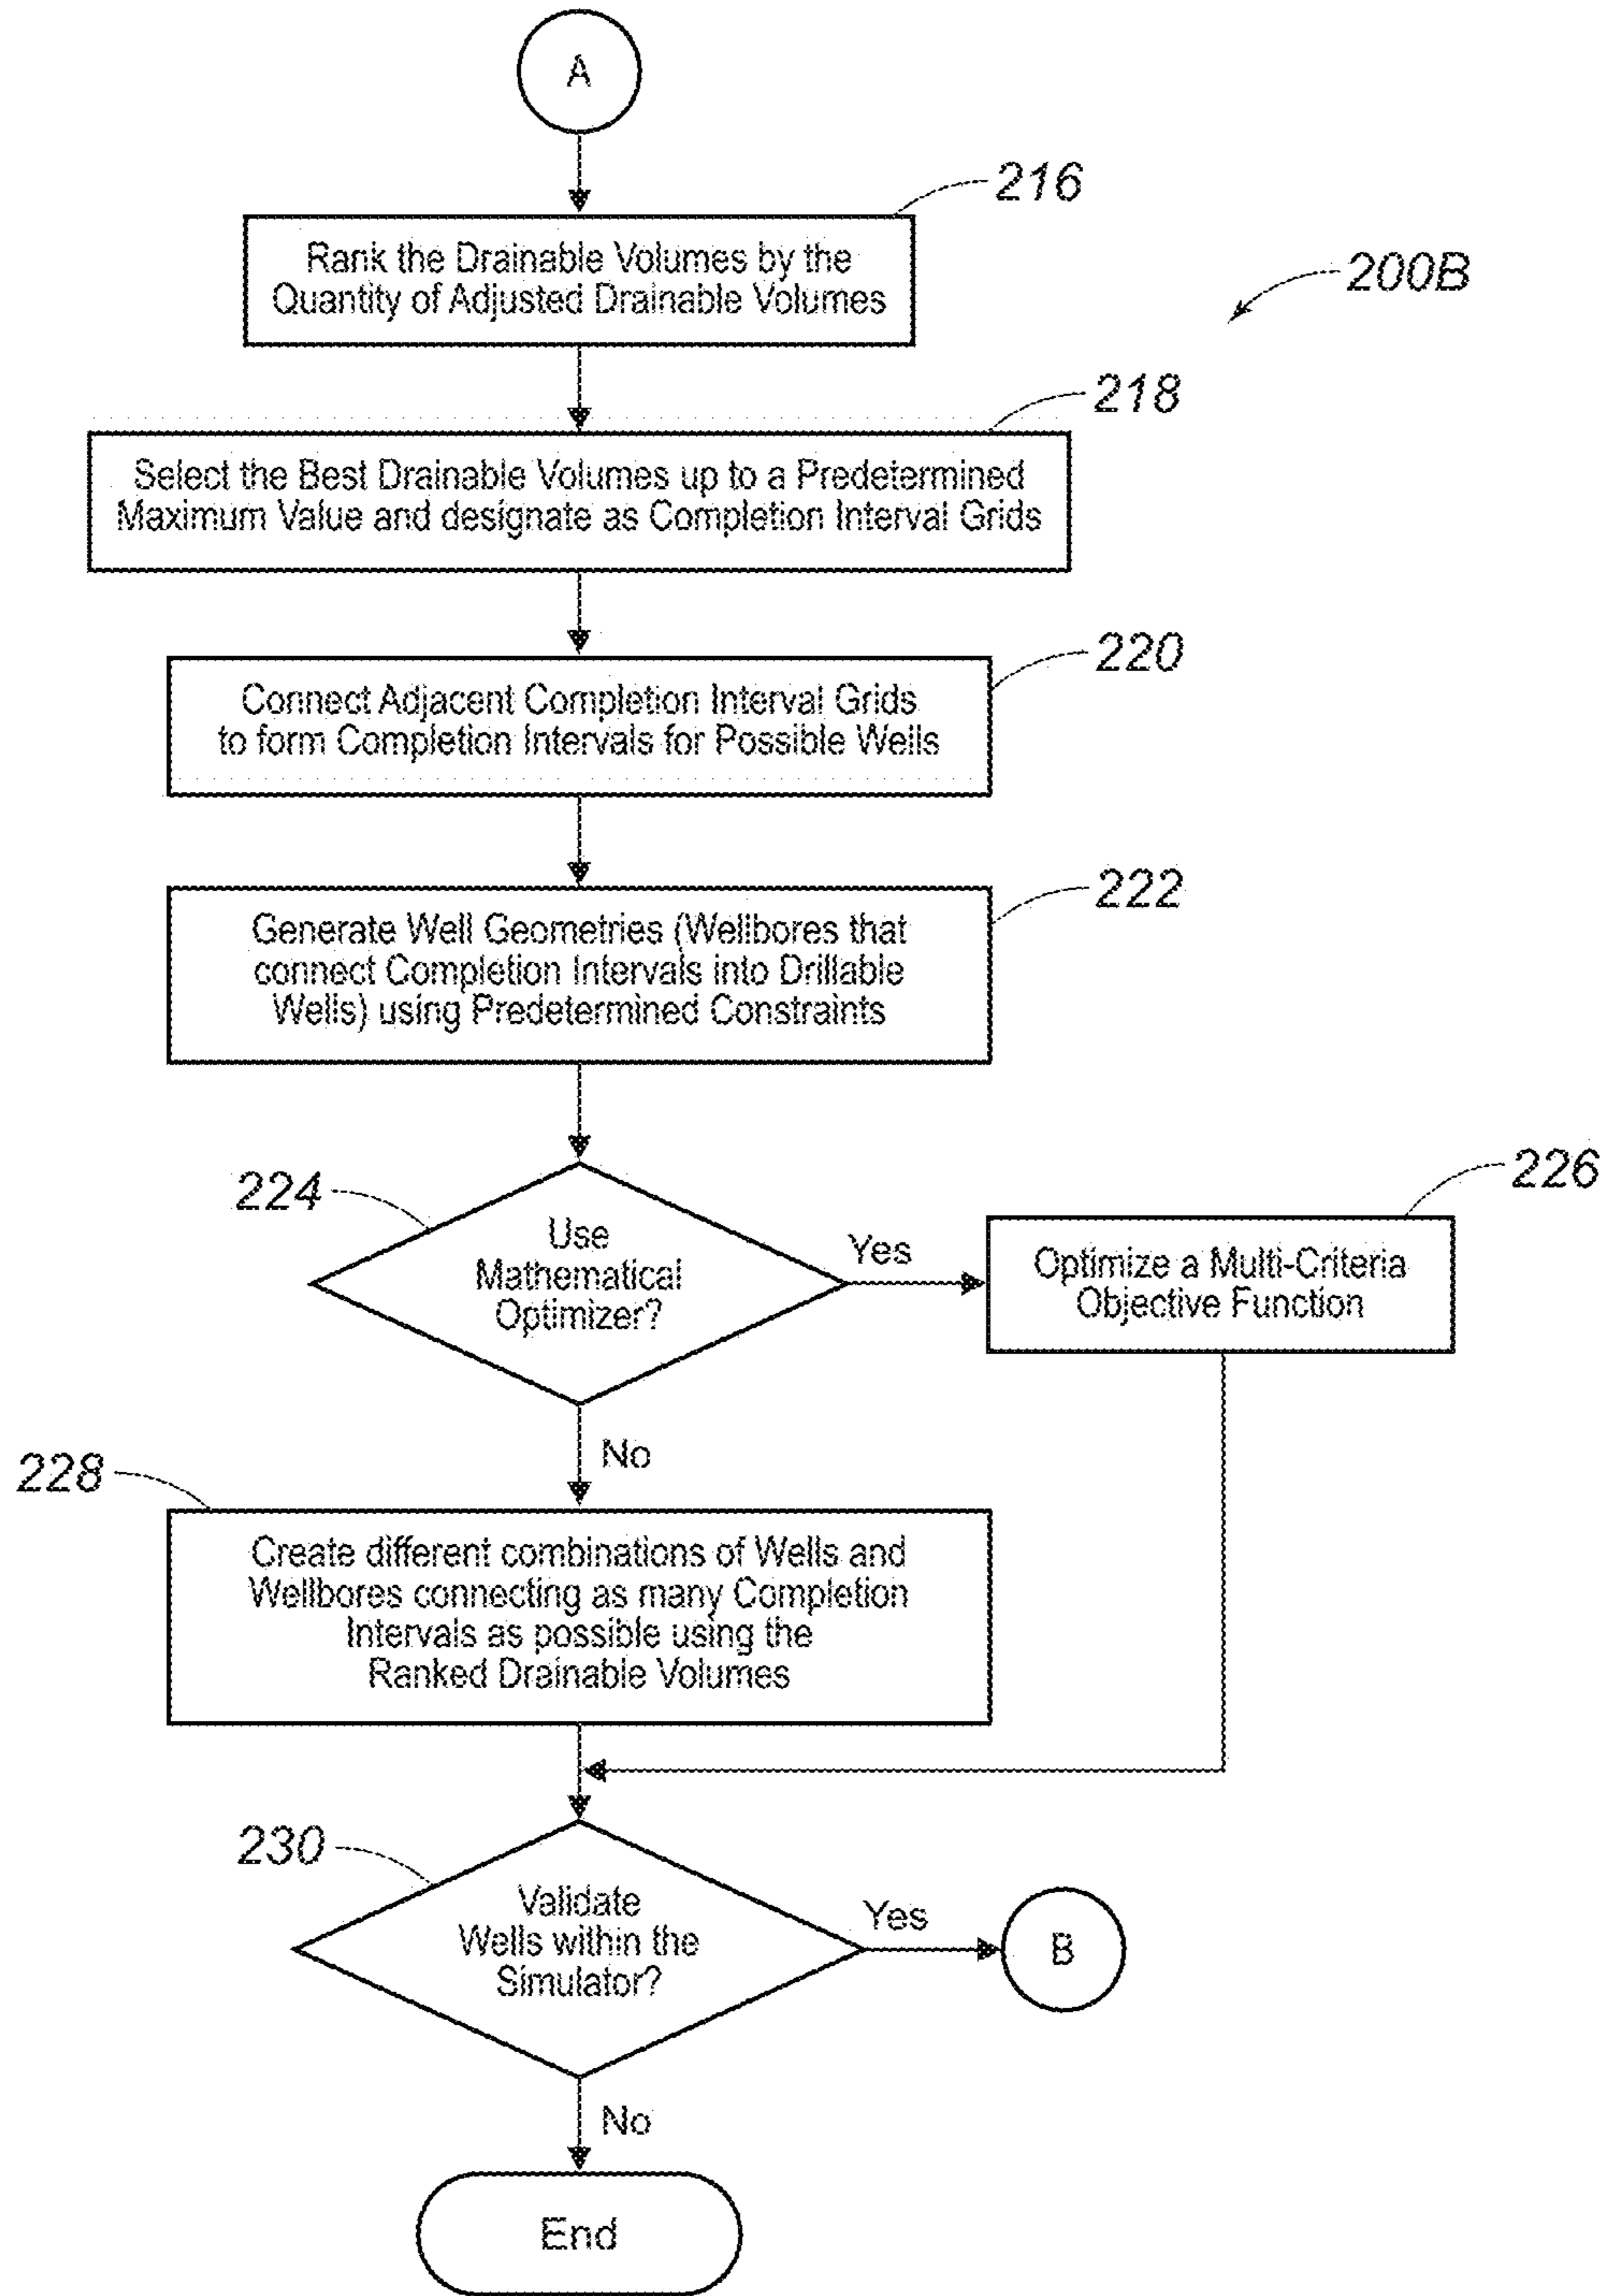 A
216
Rank the Drainable Volumes by the
Quantity of Adjusted Drainable Volumes
200B
218
Select the Best Drainable Volumes up to a Predetermined
Maximum Value and designate as Completion Interval Grids
220
Connect Adjacent Completion Interval Grids
to form Completion Intervals for Possible Wells
222
Generate Well Geometries (Wellbores that
connect Completion Intervals into Drillable
Wells) using Predetermined Constraints
224
Use
Mathematical
Optimizer?
Yes
226
Optimize a Multi-Criteria
Objective Function
No
228
Create different combinations of Wells and
Wellbores connecting as many Completion
Intervals as possible using the
Ranked Drainable Volumes
230
Validate
Wells within the
Simulator?
Yes
B
No
End